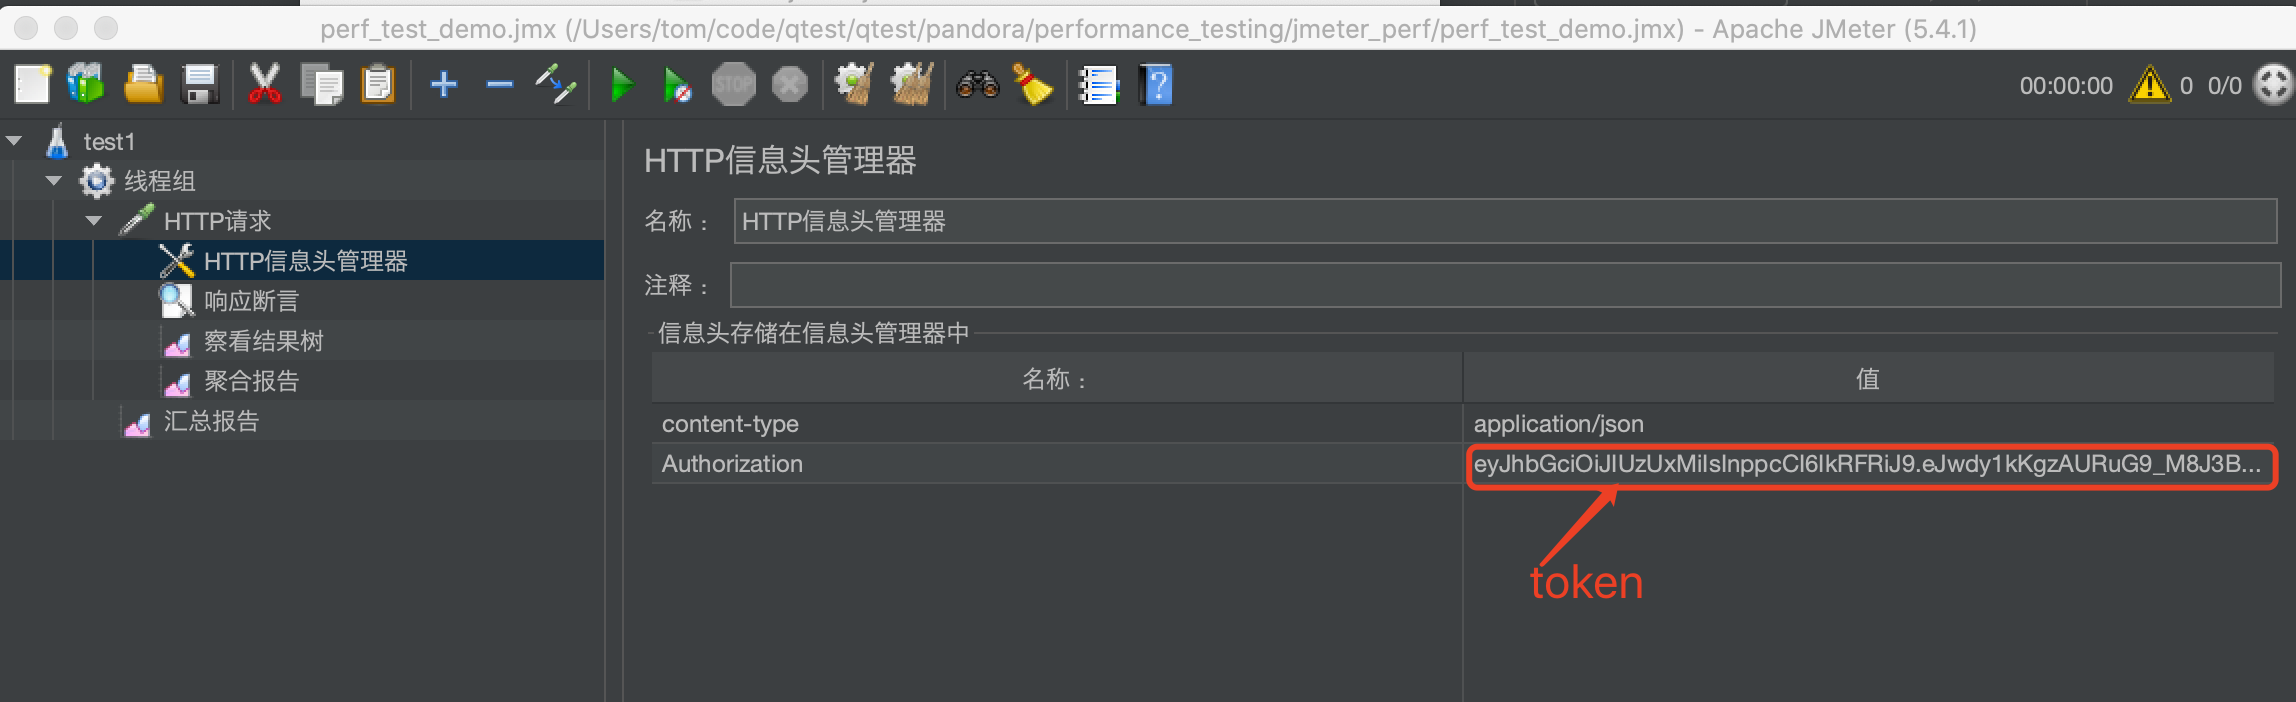 perf_test_demo.jmx (/Users/tom/code/qtest/qtest/pandora/performance_testing/jmeter_perf/perf_test_demo.jmx) - Apache JMeter (5.4.1)
STOP
00:00:00 0 0/0
test1
线程组
HTTP请求
HTTP信息头管理器
响应断言
察看结果树
聚合报告
汇总报告
HTTP信息头管理器
名称： HTTP信息头管理器
注释：
信息头存储在信息头管理器中
名称： 值
content-type application/json
Authorization eyJhbGciOiJIUzUxMiIsInppcCI6IkRFRiJ9.eJwdy1kKgzAURuG9_M8J3B...
token